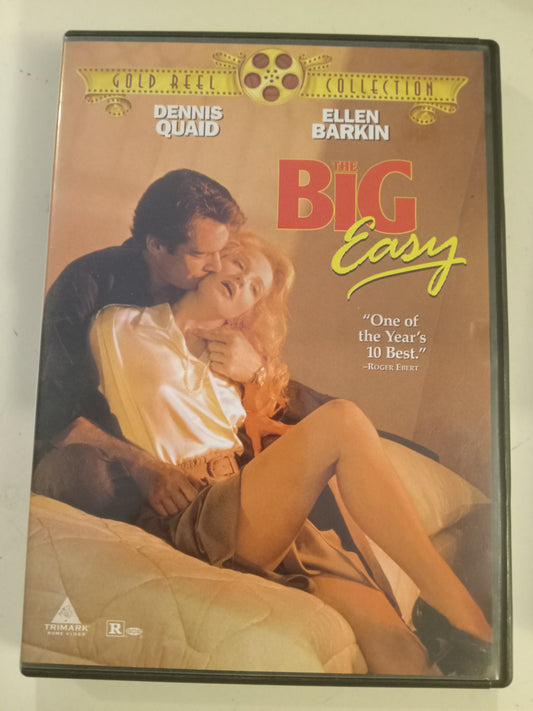 GOLD REEL COLLECTION
DENNIS QUAID
ELLEN BARKIN
THE
BiG
Easy
"One of
the Year's
10 Best."
–ROGER EBERT
TRIMARK
HOME VIDEO
R